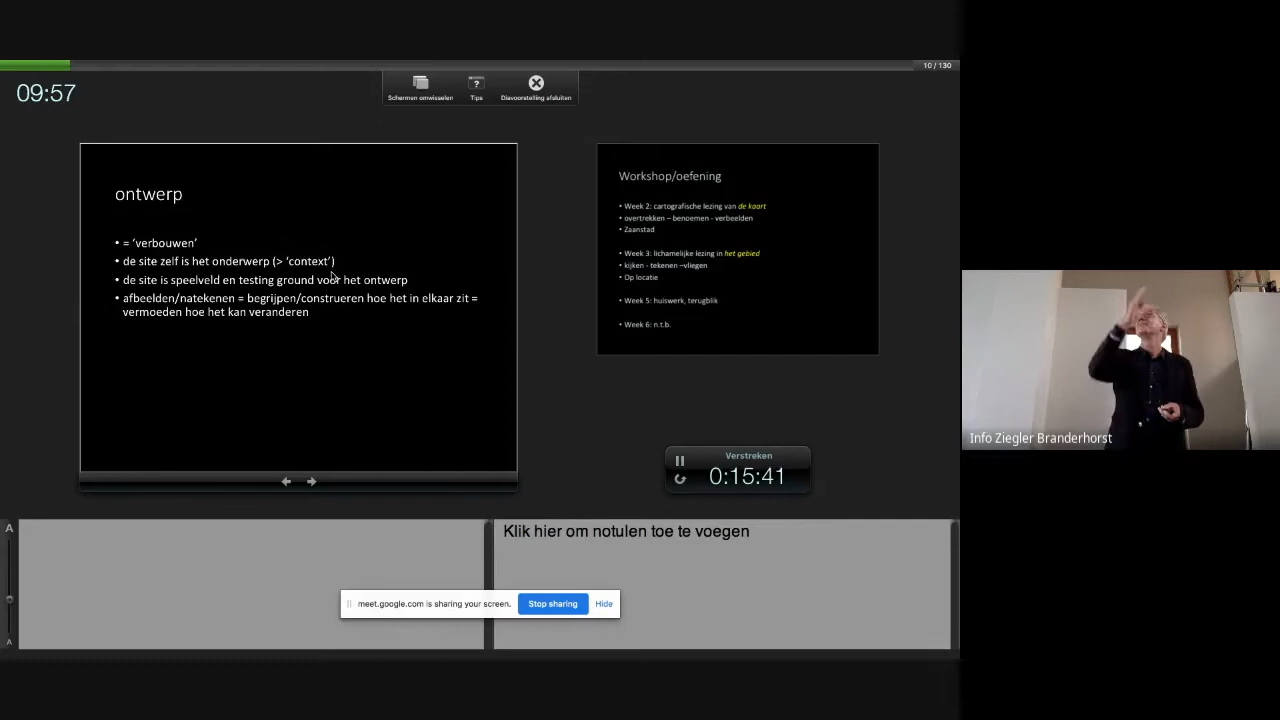 10 / 130
09:57
Schermen omwisselen
Tips
Diavoorstelling afsluiten
ontwerp
• = ‘verbouwen’
• de site zelf is het onderwerp (> ‘context’)
• de site is speelveld en testing ground voor het ontwerp
• afbeelden/natekenen = begrijpen/construeren hoe het in elkaar zit =
vermoeden hoe het kan veranderen
Workshop/oefening
• Week 2: cartografische lezing van de kaart
• overtrekken – benoemen - verbeelden
• Zaanstad
• Week 3: lichamelijke lezing in het gebied
• kijken - tekenen –vliegen
• Op locatie
• Week 5: huiswerk, terugblik
• Week 6: n.t.b.
Verstreken
0:15:41
Info Ziegler Branderhorst
A
A
Klik hier om notulen toe te voegen
meet.google.com is sharing your screen.
Stop sharing
Hide